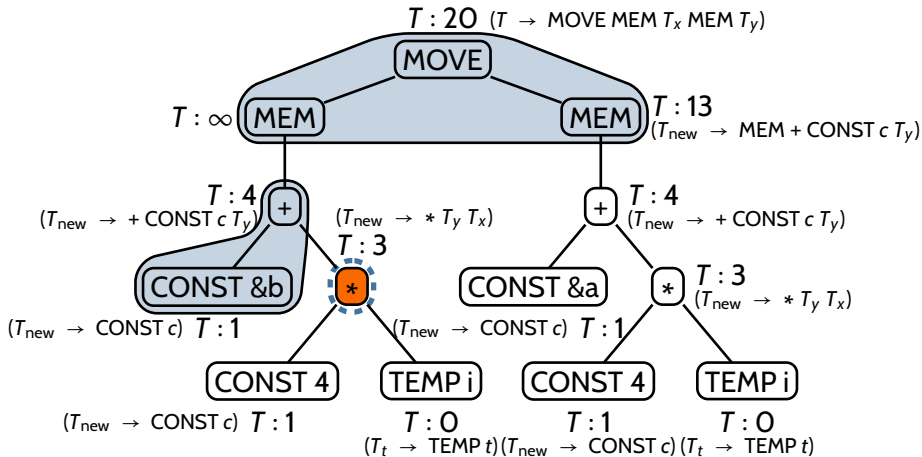 T : 20 (T → MOVE MEM Tx MEM Ty)
MOVE
T : ∞ MEM MEM T : 13
(Tnew → MEM + CONST c Ty)
T : 4 T : 4
(Tnew → + CONST c Ty) + (Tnew → * Ty Tx) + (Tnew → + CONST c Ty)
T : 3 T : 3
CONST &b * CONST &a * (Tnew → * Ty Tx)
(Tnew → CONST c) T : 1 (Tnew → CONST c) T : 1
CONST 4 TEMP i CONST 4 TEMP i
(Tnew → CONST c) T : 1 T : 0 T : 1 T : 0
(Tt → TEMP t) (Tnew → CONST c) (Tt → TEMP t)